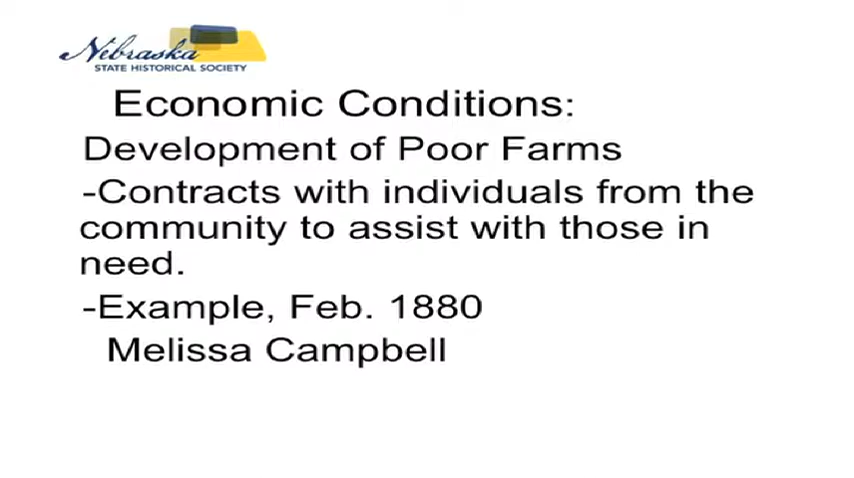 Nebraska
STATE HISTORICAL SOCIETY
Economic Conditions:
Development of Poor Farms
-Contracts with individuals from the
community to assist with those in
need.
-Example, Feb. 1880
Melissa Campbell